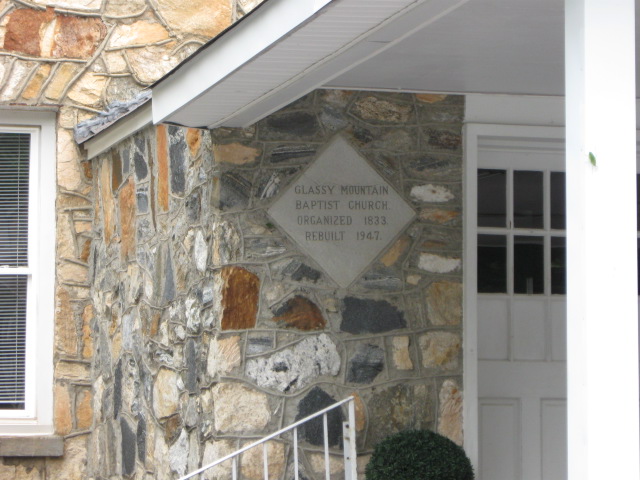 GLASSY MOUNTAIN
BAPTIST CHURCH.
ORGANIZED 1833.
REBUILT 1947.